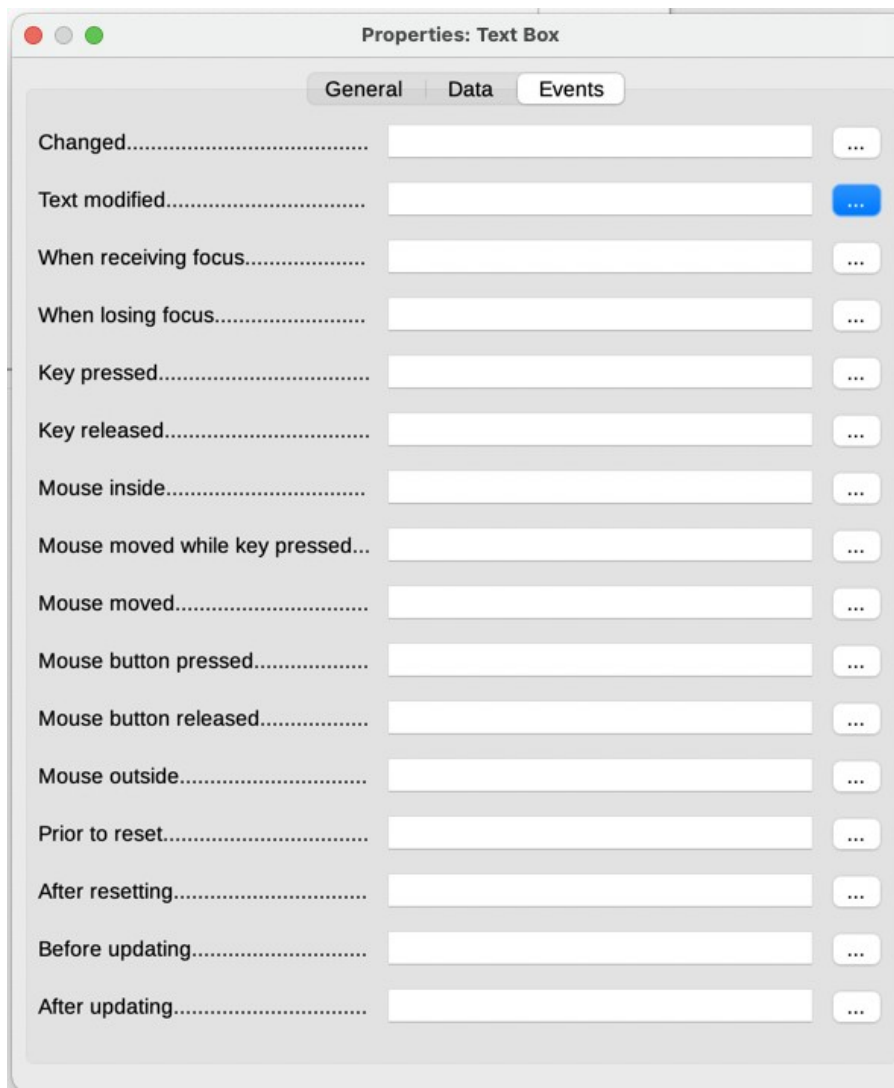 Properties: Text Box
General Data Events
Changed...................................... ...
Text modified................................. ...
When receiving focus.................... ...
When losing focus......................... ...
Key pressed................................... ...
Key released.................................. ...
Mouse inside................................. ...
Mouse moved while key pressed... ...
Mouse moved................................ ...
Mouse button pressed................... ...
Mouse button released.................. ...
Mouse outside............................... ...
Prior to reset.................................. ...
After resetting................................ ...
Before updating............................. ...
After updating................................ ...